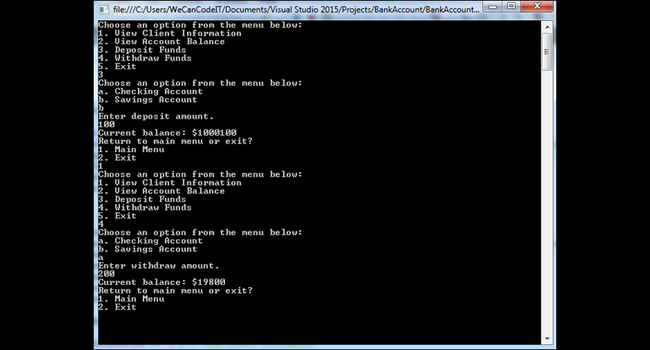 file:///C:/Users/WeCanCodeIT/Documents/Visual Studio 2015/Projects/BankAccount/BankAccount...
Choose an option from the menu below:
1. View Client Information
2. View Account Balance
3. Deposit Funds
4. Withdraw Funds
5. Exit
3
Choose an option from the menu below:
a. Checking Account
b. Savings Account
b
Enter deposit amount.
100
Current balance: $1000100
Return to main menu or exit?
1. Main Menu
2. Exit
1
Choose an option from the menu below:
1. View Client Information
2. View Account Balance
3. Deposit Funds
4. Withdraw Funds
5. Exit
4
Choose an option from the menu below:
a. Checking Account
b. Savings Account
a
Enter withdraw amount.
200
Current balance: $19800
Return to main menu or exit?
1. Main Menu
2. Exit